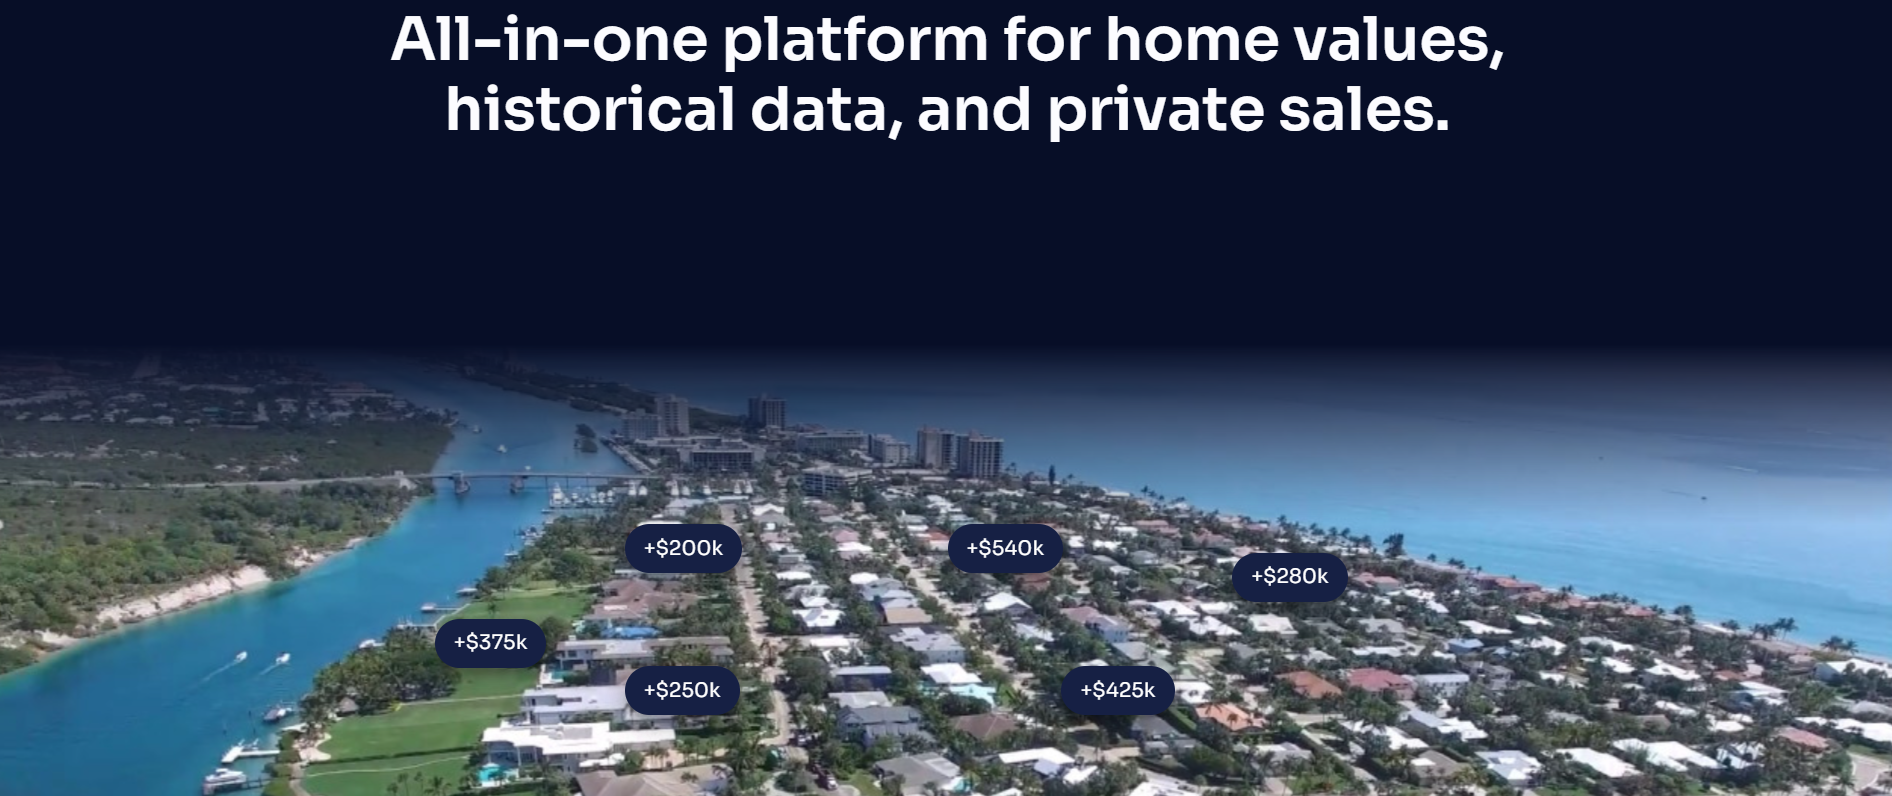 All-in-one platform for home values,
historical data, and private sales.
+$200k
+$540k
+$280k
+$375k
+$250k
+$425k